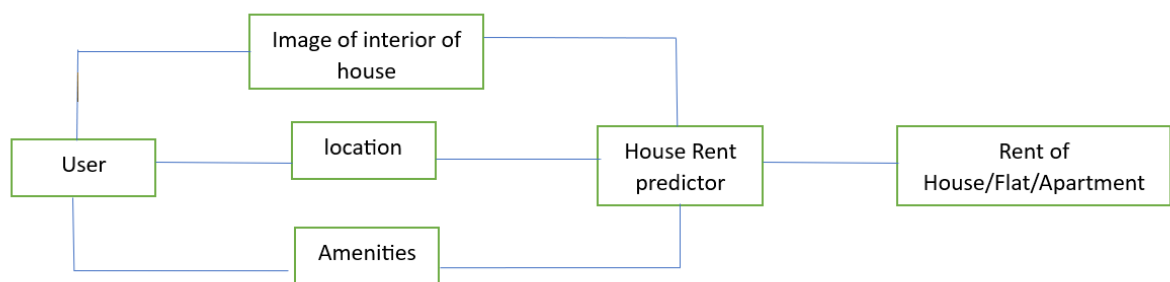 Image of interior of
house
User
location
Amenities
House Rent
predictor
Rent of
House/Flat/Apartment